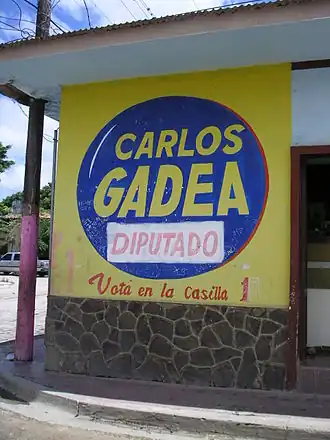 CARLOS
GADEA
DIPUTADO
Votá en la Casilla 1